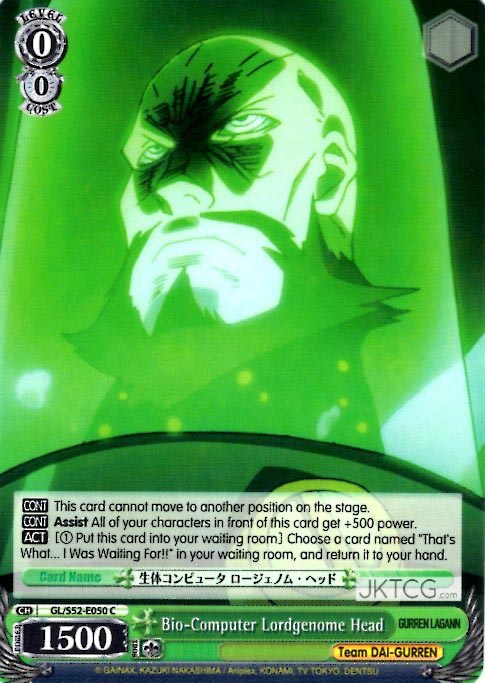 LEVEL
0
0
COST
CONT This card cannot move to another position on the stage.
CONT Assist All of your characters in front of this card get +500 power.
ACT [① Put this card into your waiting room] Choose a card named "That's
What... I Was Waiting For!!" in your waiting room, and return it to your hand.
Card Name 生体コンピュータ ロージェノム・ヘッド
JKTCG.com
CH GL/S52-E050 C
POWER 1500 SOUL Bio-Computer Lordgenome Head GURREN LAGANN
Team DAI-GURREN
© GAINAX, KAZUKI NAKASHIMA / Aniplex, KONAMI, TV TOKYO, DENTSU